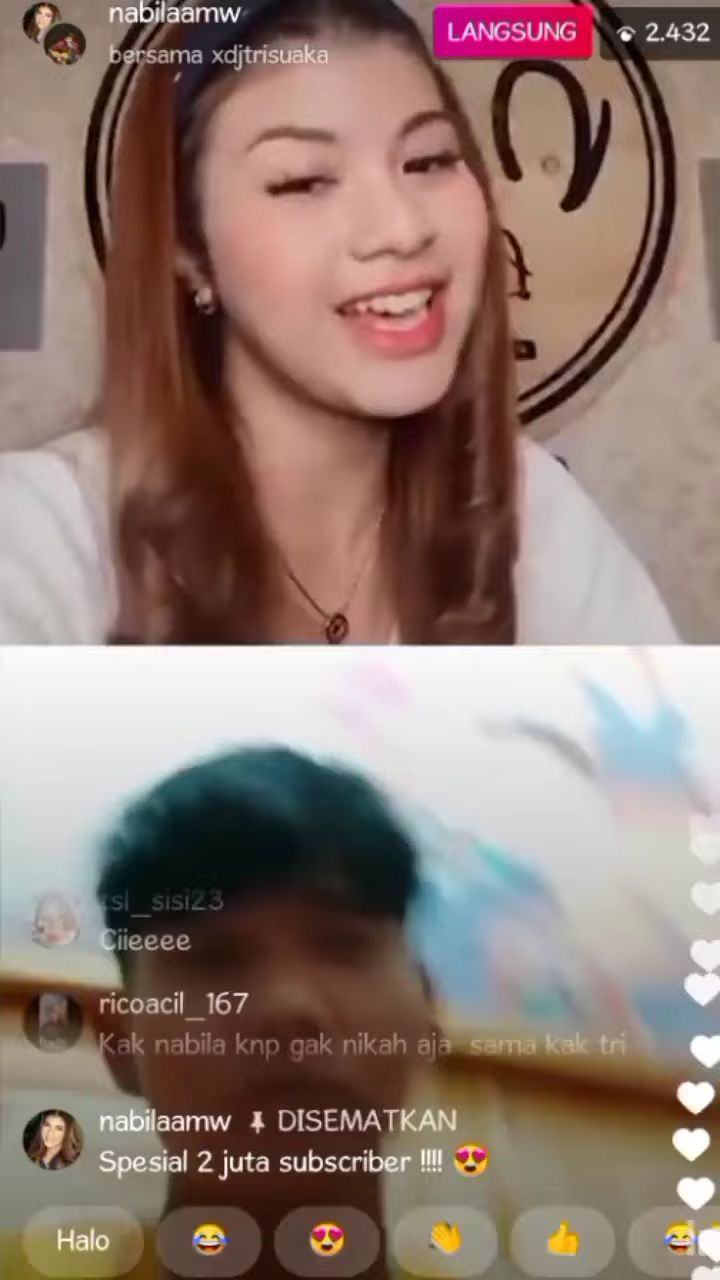 nabilaamw
bersama xdjtrisuaka
LANGSUNG
2.432
tsl_sisi23
Ciieeee
ricoacil_167
Kak nabila knp gak nikah aja sama kak tri
nabilaamw 📌 DISEMATKAN
Spesial 2 juta subscriber !!!! 😍
Halo 😂 😍 👏 👍 😂